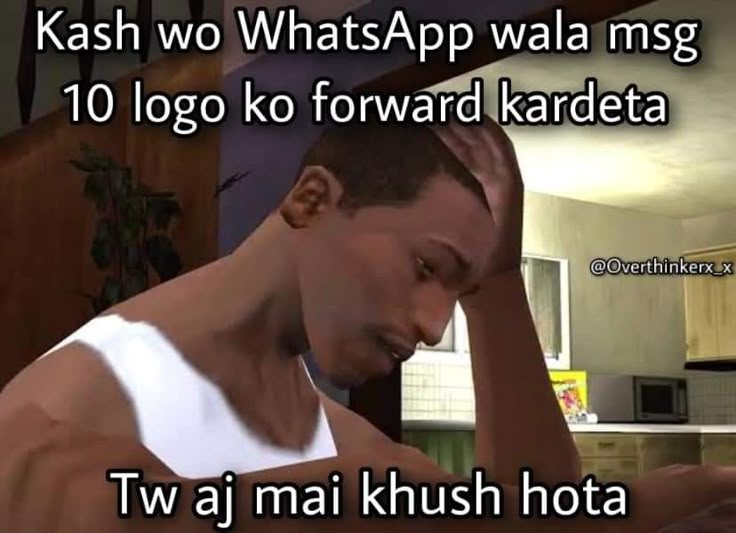 Kash wo WhatsApp wala msg
10 logo ko forward kardeta
@Overthinkerx_x
Tw aj mai khush hota